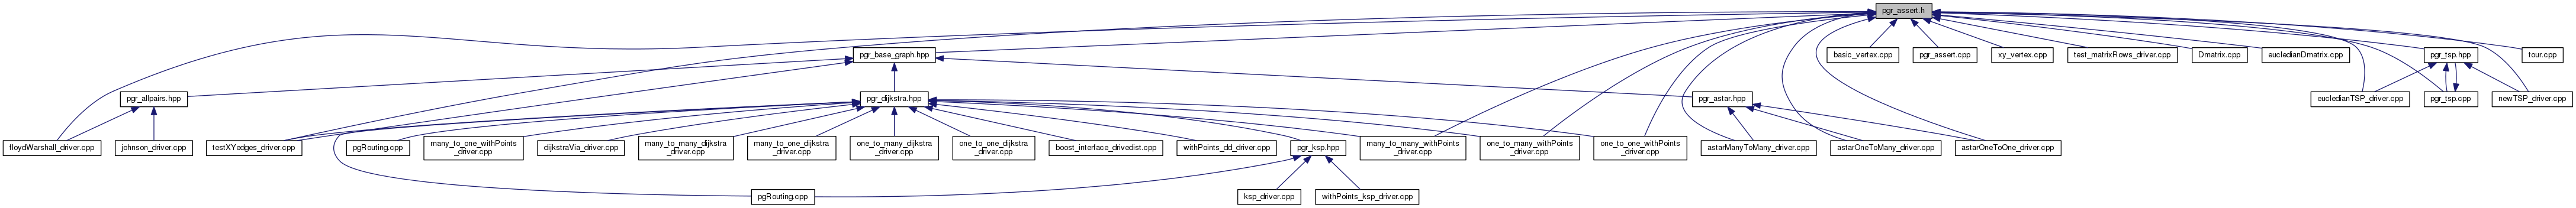 pgr_assert.h
pgr_base_graph.hpp
basic_vertex.cpp
pgr_assert.cpp
xy_vertex.cpp
test_matrixRows_driver.cpp
Dmatrix.cpp
eucledianDmatrix.cpp
pgr_tsp.hpp
tour.cpp
pgr_allpairs.hpp
pgr_dijkstra.hpp
pgr_astar.hpp
eucledianTSP_driver.cpp
pgr_tsp.cpp
newTSP_driver.cpp
floydWarshall_driver.cpp
johnson_driver.cpp
testXYedges_driver.cpp
pgRouting.cpp
many_to_one_withPoints
_driver.cpp
dijkstraVia_driver.cpp
many_to_many_dijkstra
_driver.cpp
many_to_one_dijkstra
_driver.cpp
one_to_many_dijkstra
_driver.cpp
one_to_one_dijkstra
_driver.cpp
boost_interface_drivedist.cpp
withPoints_dd_driver.cpp
pgr_ksp.hpp
many_to_many_withPoints
_driver.cpp
one_to_many_withPoints
_driver.cpp
one_to_one_withPoints
_driver.cpp
astarManyToMany_driver.cpp
astarOneToMany_driver.cpp
astarOneToOne_driver.cpp
pgRouting.cpp
ksp_driver.cpp
withPoints_ksp_driver.cpp